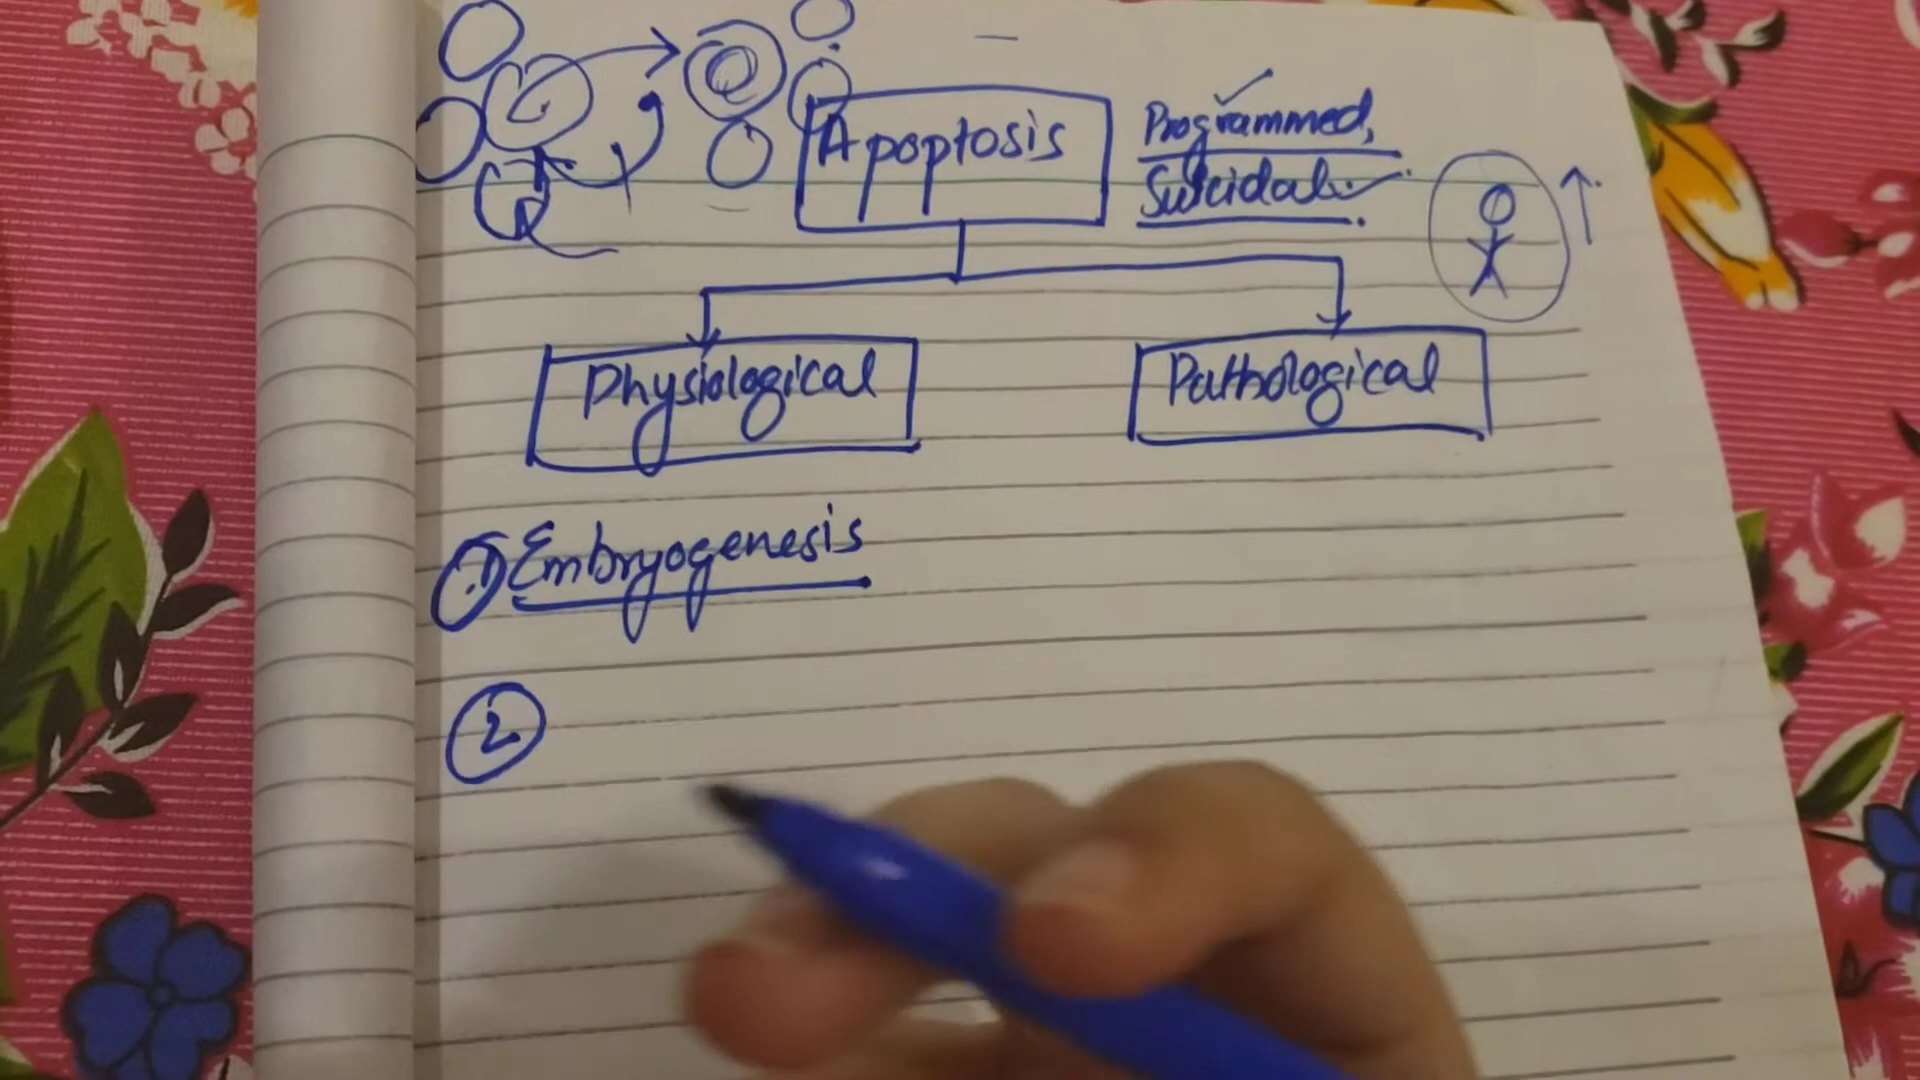 Apoptosis
Programmed,
Suicidal.
Physiological
Pathological
① Embryogenesis
②